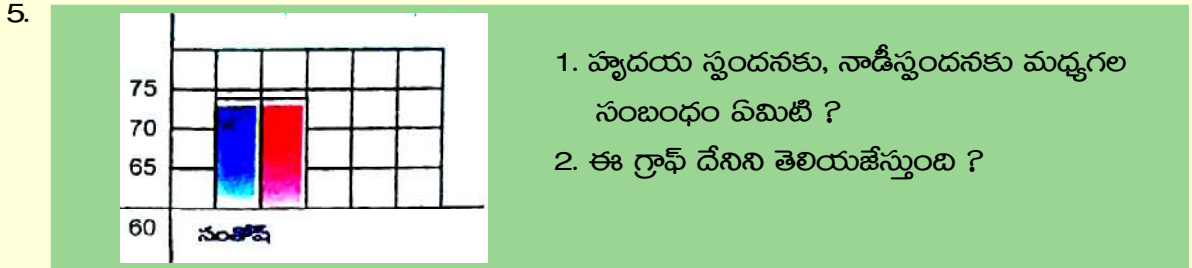 5.
75
70
65
60
సంతోష్
1. హృదయ స్పందనకు, నాడీస్పందనకు మధ్యగల
సంబంధం ఏమిటి ?
2. ఈ గ్రాఫ్ దేనిని తెలియజేస్తుంది ?